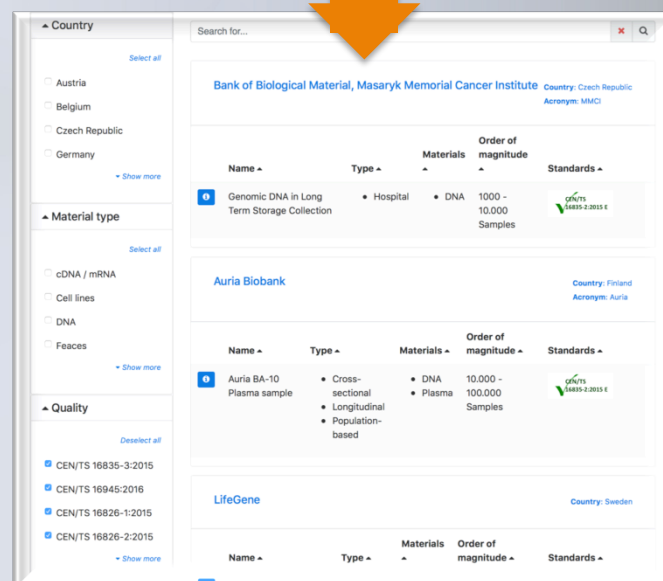 Country
Select all
Austria
Belgium
Czech Republic
Germany
Show more
Material type
Select all
cDNA / mRNA
Cell lines
DNA
Feaces
Show more
Quality
Deselect all
CEN/TS 16835-3:2015
CEN/TS 16945:2016
CEN/TS 16826-1:2015
CEN/TS 16826-2:2015
Show more
Search for...
Bank of Biological Material, Masaryk Memorial Cancer Institute
Country: Czech Republic
Acronym: MMCI
Name Type Materials Order of magnitude Standards
Genomic DNA in Long
Term Storage Collection
Hospital
DNA
1000 -
10.000
Samples
CEN/TS
16835-2:2015 E
Auria Biobank
Country: Finland
Acronym: Auria
Name Type Materials Order of magnitude Standards
Auria BA-10
Plasma sample
Cross-
sectional
Longitudinal
Population-
based
DNA
Plasma
10.000 -
100.000
Samples
CEN/TS
16835-2:2015 E
LifeGene
Country: Sweden
Name Type Materials Order of magnitude Standards